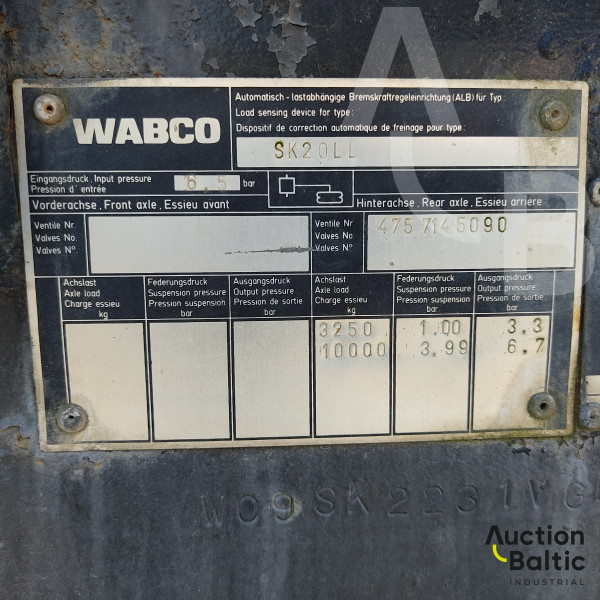 WABCO
Automatisch - lastabhängige Bremskraftregeleinrichtung (ALB) für Typ:
Load sensing device for type:
Dispositif de correction automatique de freinage pour type:
SK20LL
Eingangsdruck, Input pressure
Pression d'entrée
6,5 bar
Vorderachse, Front axle, Essieu avant
Hinterachse, Rear axle, Essieu arriere
Ventile Nr.
Valves No.
Valves N°
Ventile Nr.
Valves No.
Valves N°
475 7145090
Achslast
Axle load
Charge essieu
kg
Federungsdruck
Suspension pressure
Pression suspension
bar
Ausgangsdruck
Output pressure
Pression de sortie
bar
Achslast
Axle load
Charge essieu
kg
Federungsdruck
Suspension pressure
Pression suspension
bar
Ausgangsdruck
Output pressure
Pression de sortie
bar
3250 1.00 3.3
10000 3,99 6.7
W09SK2231VG
Auction
Baltic
INDUSTRIAL